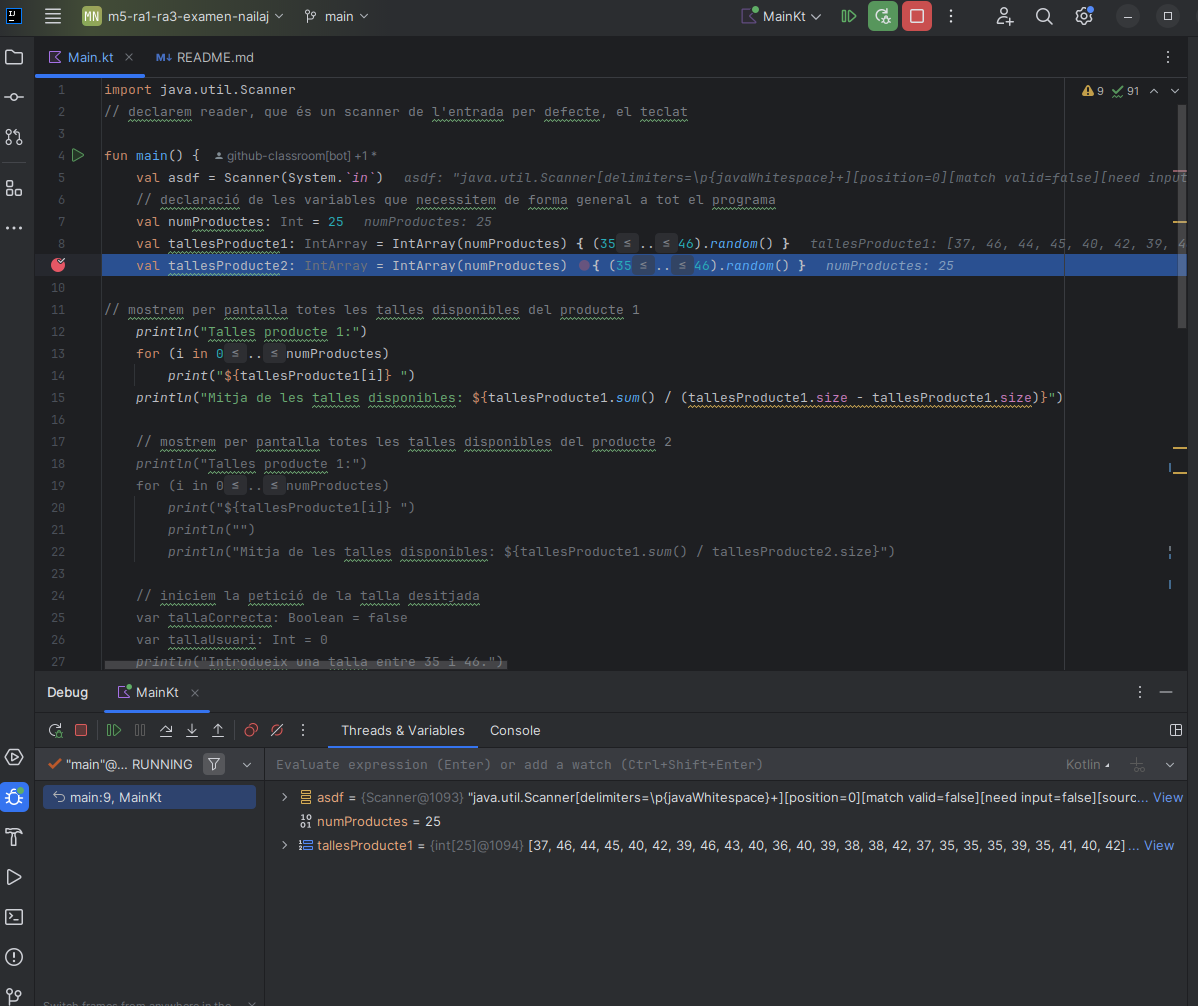 MN m5-ra1-ra3-examen-nailaj main MainKt
Main.kt README.md
9 91
1 import java.util.Scanner
2 // declarem reader, que és un scanner de l'entrada per defecte, el teclat
3
4 fun main() { github-classroom[bot] +1 *
5 val asdf = Scanner(System.`in`) asdf: "java.util.Scanner[delimiters=\p{javaWhitespace}+][position=0][match valid=false][need input
6 // declaració de les variables que necessitem de forma general a tot el programa
7 val numProductes: Int = 25 numProductes: 25
8 val tallesProducte1: IntArray = IntArray(numProductes) { (35 ≤ .. ≤ 46).random() } tallesProducte1: [37, 46, 44, 45, 40, 42, 39, 4
val tallesProducte2: IntArray = IntArray(numProductes) { (35 ≤ .. ≤ 46).random() } numProductes: 25
10
11 // mostrem per pantalla totes les talles disponibles del producte 1
12 println("Talles producte 1:")
13 for (i in 0 ≤ .. ≤ numProductes)
14 print("${tallesProducte1[i]} ")
15 println("Mitja de les talles disponibles: ${tallesProducte1.sum() / (tallesProducte1.size - tallesProducte1.size)}")
16
17 // mostrem per pantalla totes les talles disponibles del producte 2
18 println("Talles producte 1:")
19 for (i in 0 ≤ .. ≤ numProductes)
20 print("${tallesProducte1[i]} ")
21 println("")
22 println("Mitja de les talles disponibles: ${tallesProducte1.sum() / tallesProducte2.size}")
23
24 // iniciem la petició de la talla desitjada
25 var tallaCorrecta: Boolean = false
26 var tallaUsuari: Int = 0
27 println("Introdueix una talla entre 35 i 46.")
Debug MainKt
Threads & Variables Console
"main"@... RUNNING Evaluate expression (Enter) or add a watch (Ctrl+Shift+Enter) Kotlin
main:9, MainKt
asdf = {Scanner@1093} "java.util.Scanner[delimiters=\p{javaWhitespace}+][position=0][match valid=false][need input=false][sourc... View
numProductes = 25
tallesProducte1 = {int[25]@1094} [37, 46, 44, 45, 40, 42, 39, 46, 43, 40, 36, 40, 39, 38, 38, 42, 37, 35, 35, 35, 39, 35, 41, 40, 42] ... View
Switch frames from anywhere in the